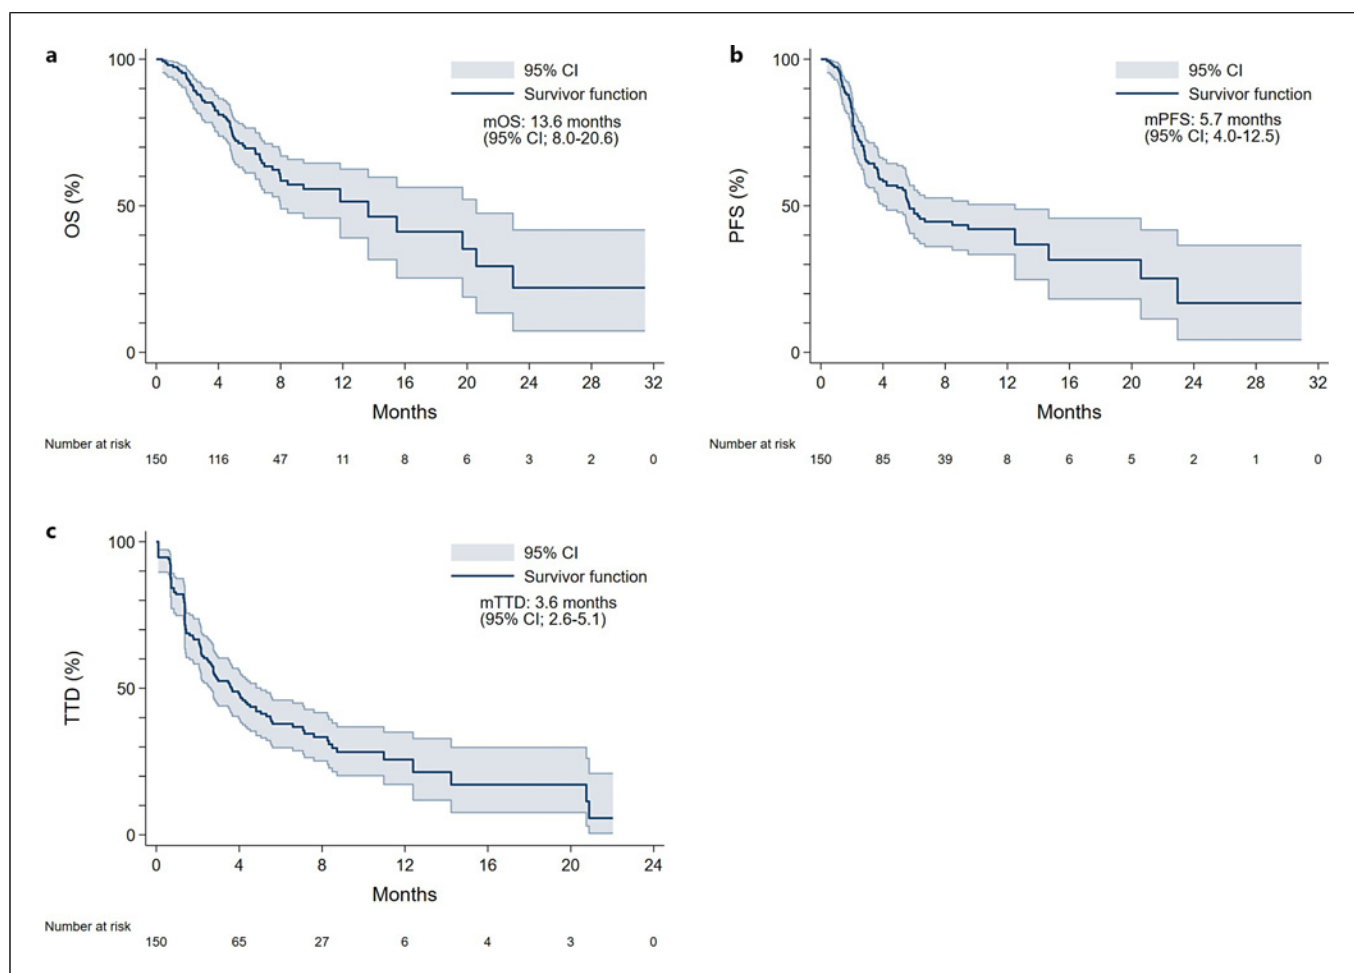 a
100
50
0
OS (%)
95% CI
Survivor function
mOS: 13.6 months
(95% CI; 8.0-20.6)
0 4 8 12 16 20 24 28 32
Months
Number at risk
150 116 47 11 8 6 3 2 0
b
100
50
0
PFS (%)
95% CI
Survivor function
mPFS: 5.7 months
(95% CI; 4.0-12.5)
0 4 8 12 16 20 24 28 32
Months
Number at risk
150 85 39 8 6 5 2 1 0
c
100
50
0
TTD (%)
95% CI
Survivor function
mTTD: 3.6 months
(95% CI; 2.6-5.1)
0 4 8 12 16 20 24
Months
Number at risk
150 65 27 6 4 3 0